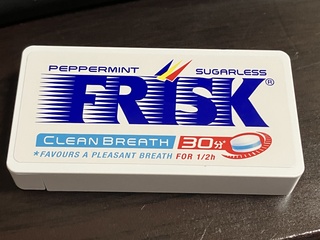 PEPPERMINT SUGARLESS
FRISK®
CLEAN BREATH 30分*
*FAVOURS A PLEASANT BREATH FOR 1/2h